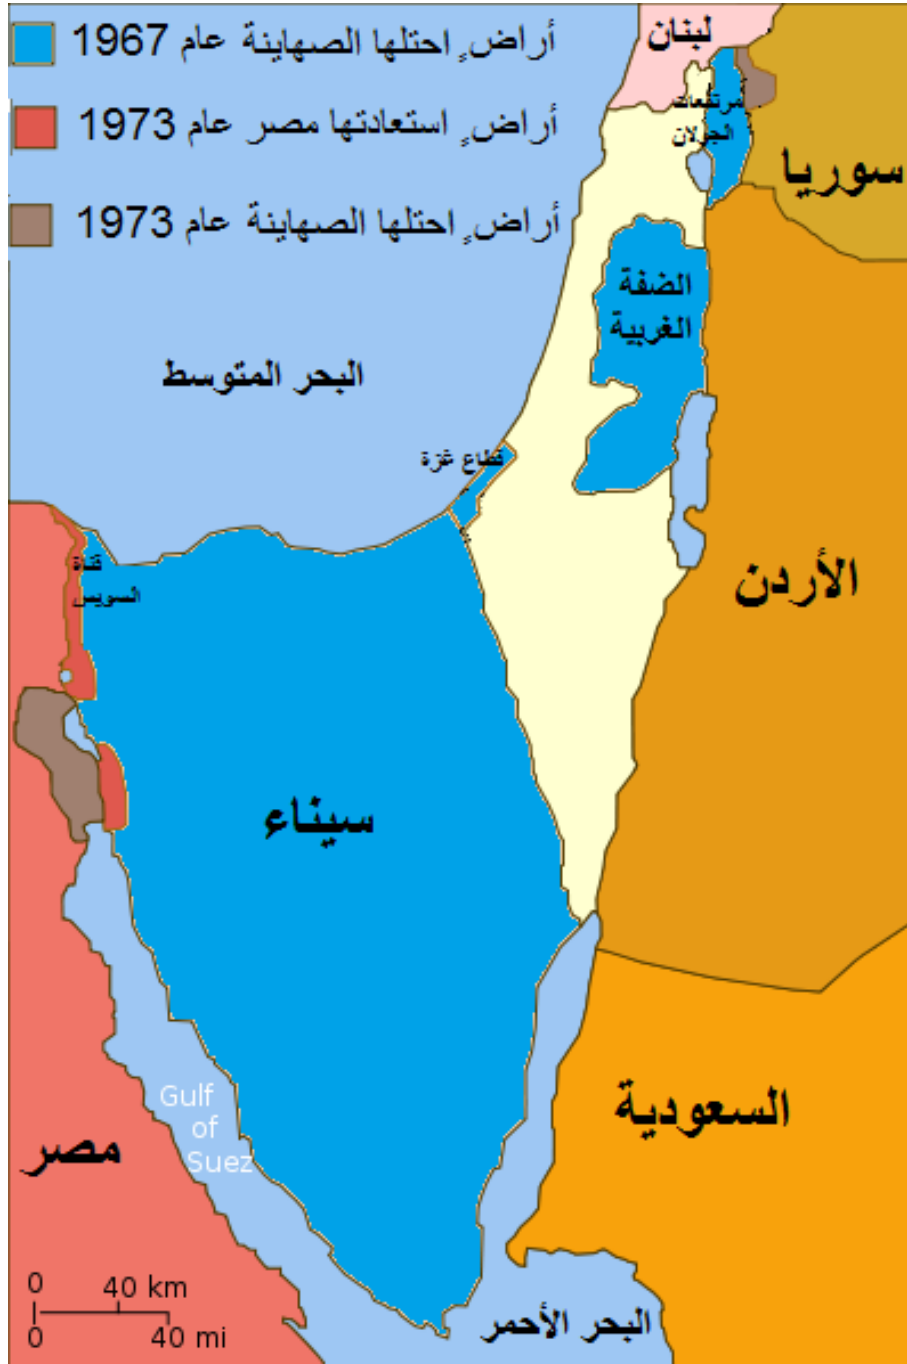 أراضٍ احتلها الصهاينة عام 1967
أراضٍ استعادتها مصر عام 1973
أراضٍ احتلها الصهاينة عام 1973
لبنان
مرتفعات
الجولان
سوريا
الضفة
الغربية
البحر المتوسط
قطاع غزة
قناة
السويس
الأردن
سيناء
السعودية
Gulf
of
Suez
مصر
البحر الأحمر
0 40 km
0 40 mi